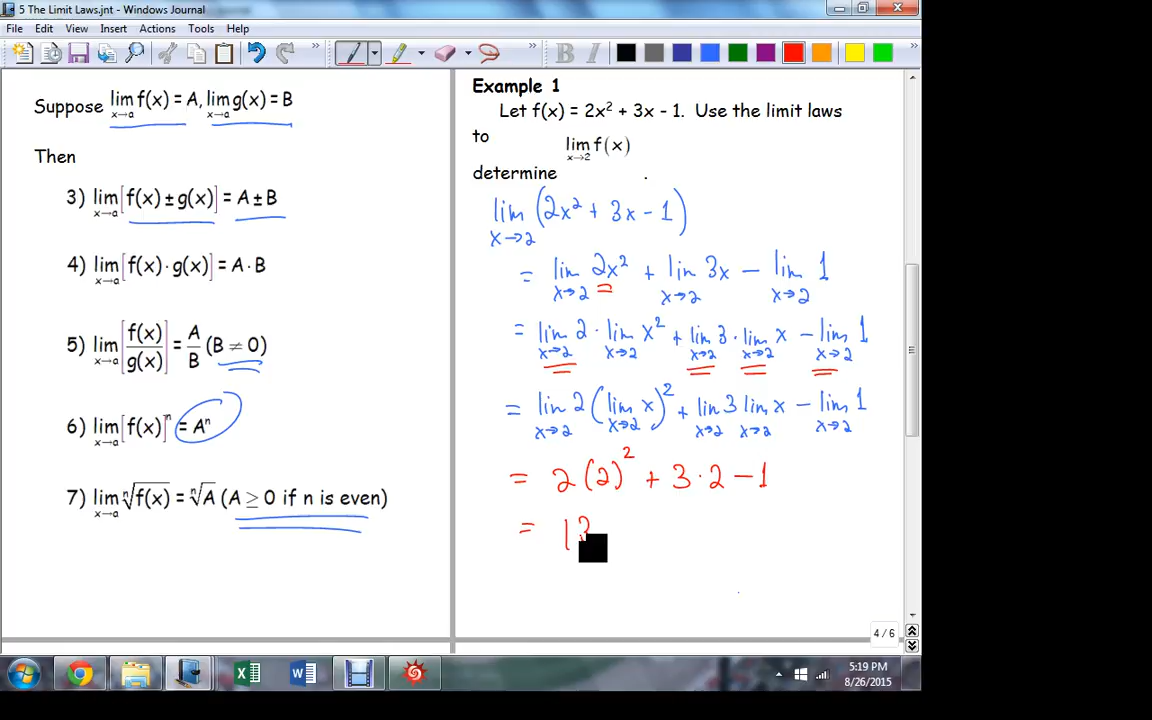 5 The Limit Laws.jnt - Windows Journal
File Edit View Insert Actions Tools Help
Suppose lim x→a f(x) = A, lim x→a g(x) = B
Then
3) lim x→a [f(x) ± g(x)] = A ± B
4) lim x→a [f(x) · g(x)] = A · B
5) lim x→a [f(x)/g(x)] = A/B (B ≠ 0)
6) lim x→a [f(x)]ⁿ = Aⁿ
7) lim x→a ⁿ√f(x) = ⁿ√A (A ≥ 0 if n is even)
Example 1
Let f(x) = 2x² + 3x - 1. Use the limit laws
to lim x→2 f(x)
determine .
lim x→2 (2x² + 3x - 1)
= lim x→2 2x² + lim x→2 3x - lim x→2 1
= lim x→2 2 · lim x→2 x² + lim x→2 3 · lim x→2 x - lim x→2 1
= lim x→2 2 (lim x→2 x)² + lim x→2 3 lim x→2 x - lim x→2 1
= 2(2)² + 3·2 - 1
= 13
4 / 6
5:19 PM
8/26/2015